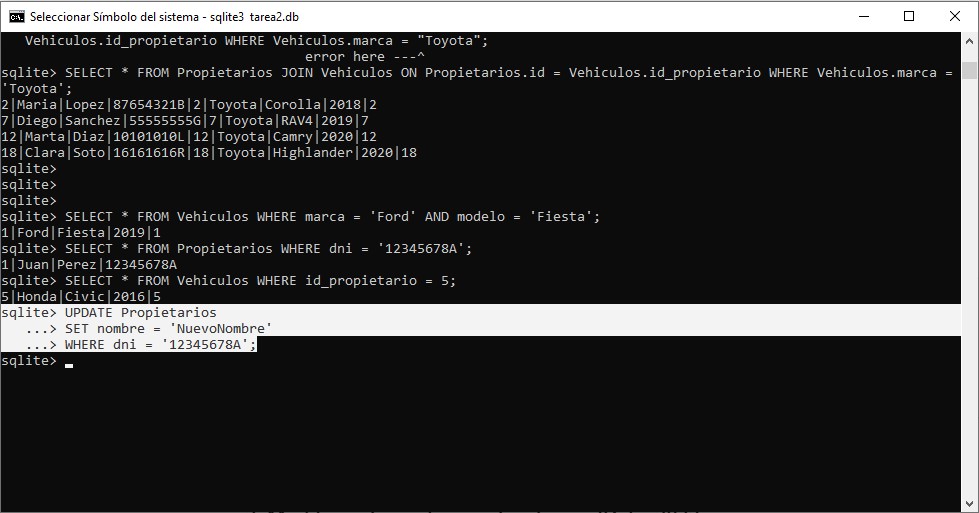 Seleccionar Símbolo del sistema - sqlite3 tarea2.db
Vehiculos.id_propietario WHERE Vehiculos.marca = "Toyota";
error here ---^
sqlite> SELECT * FROM Propietarios JOIN Vehiculos ON Propietarios.id = Vehiculos.id_propietario WHERE Vehiculos.marca =
'Toyota';
2|Maria|Lopez|87654321B|2|Toyota|Corolla|2018|2
7|Diego|Sanchez|55555555G|7|Toyota|RAV4|2019|7
12|Marta|Diaz|10101010L|12|Toyota|Camry|2020|12
18|Clara|Soto|16161616R|18|Toyota|Highlander|2020|18
sqlite>
sqlite>
sqlite>
sqlite> SELECT * FROM Vehiculos WHERE marca = 'Ford' AND modelo = 'Fiesta';
1|Ford|Fiesta|2019|1
sqlite> SELECT * FROM Propietarios WHERE dni = '12345678A';
1|Juan|Perez|12345678A
sqlite> SELECT * FROM Vehiculos WHERE id_propietario = 5;
5|Honda|Civic|2016|5
sqlite> UPDATE Propietarios
...> SET nombre = 'NuevoNombre'
...> WHERE dni = '12345678A';
sqlite>